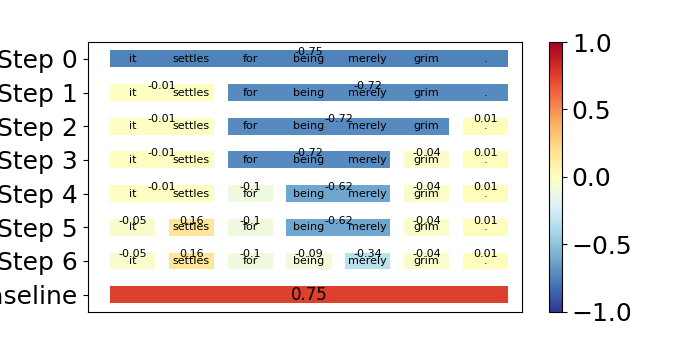 -0.75
Step 0 it settles for being merely grim .
-0.01 -0.72
Step 1 it settles for being merely grim .
-0.01 -0.72 0.01
Step 2 it settles for being merely grim .
-0.01 -0.72 -0.04 0.01
Step 3 it settles for being merely grim .
-0.01 -0.1 -0.62 -0.04 0.01
Step 4 it settles for being merely grim .
-0.05 0.16 -0.1 -0.62 -0.04 0.01
Step 5 it settles for being merely grim .
-0.05 0.16 -0.1 -0.09 -0.34 -0.04 0.01
Step 6 it settles for being merely grim .
aseline 0.75
1.0
0.5
0.0
−0.5
−1.0